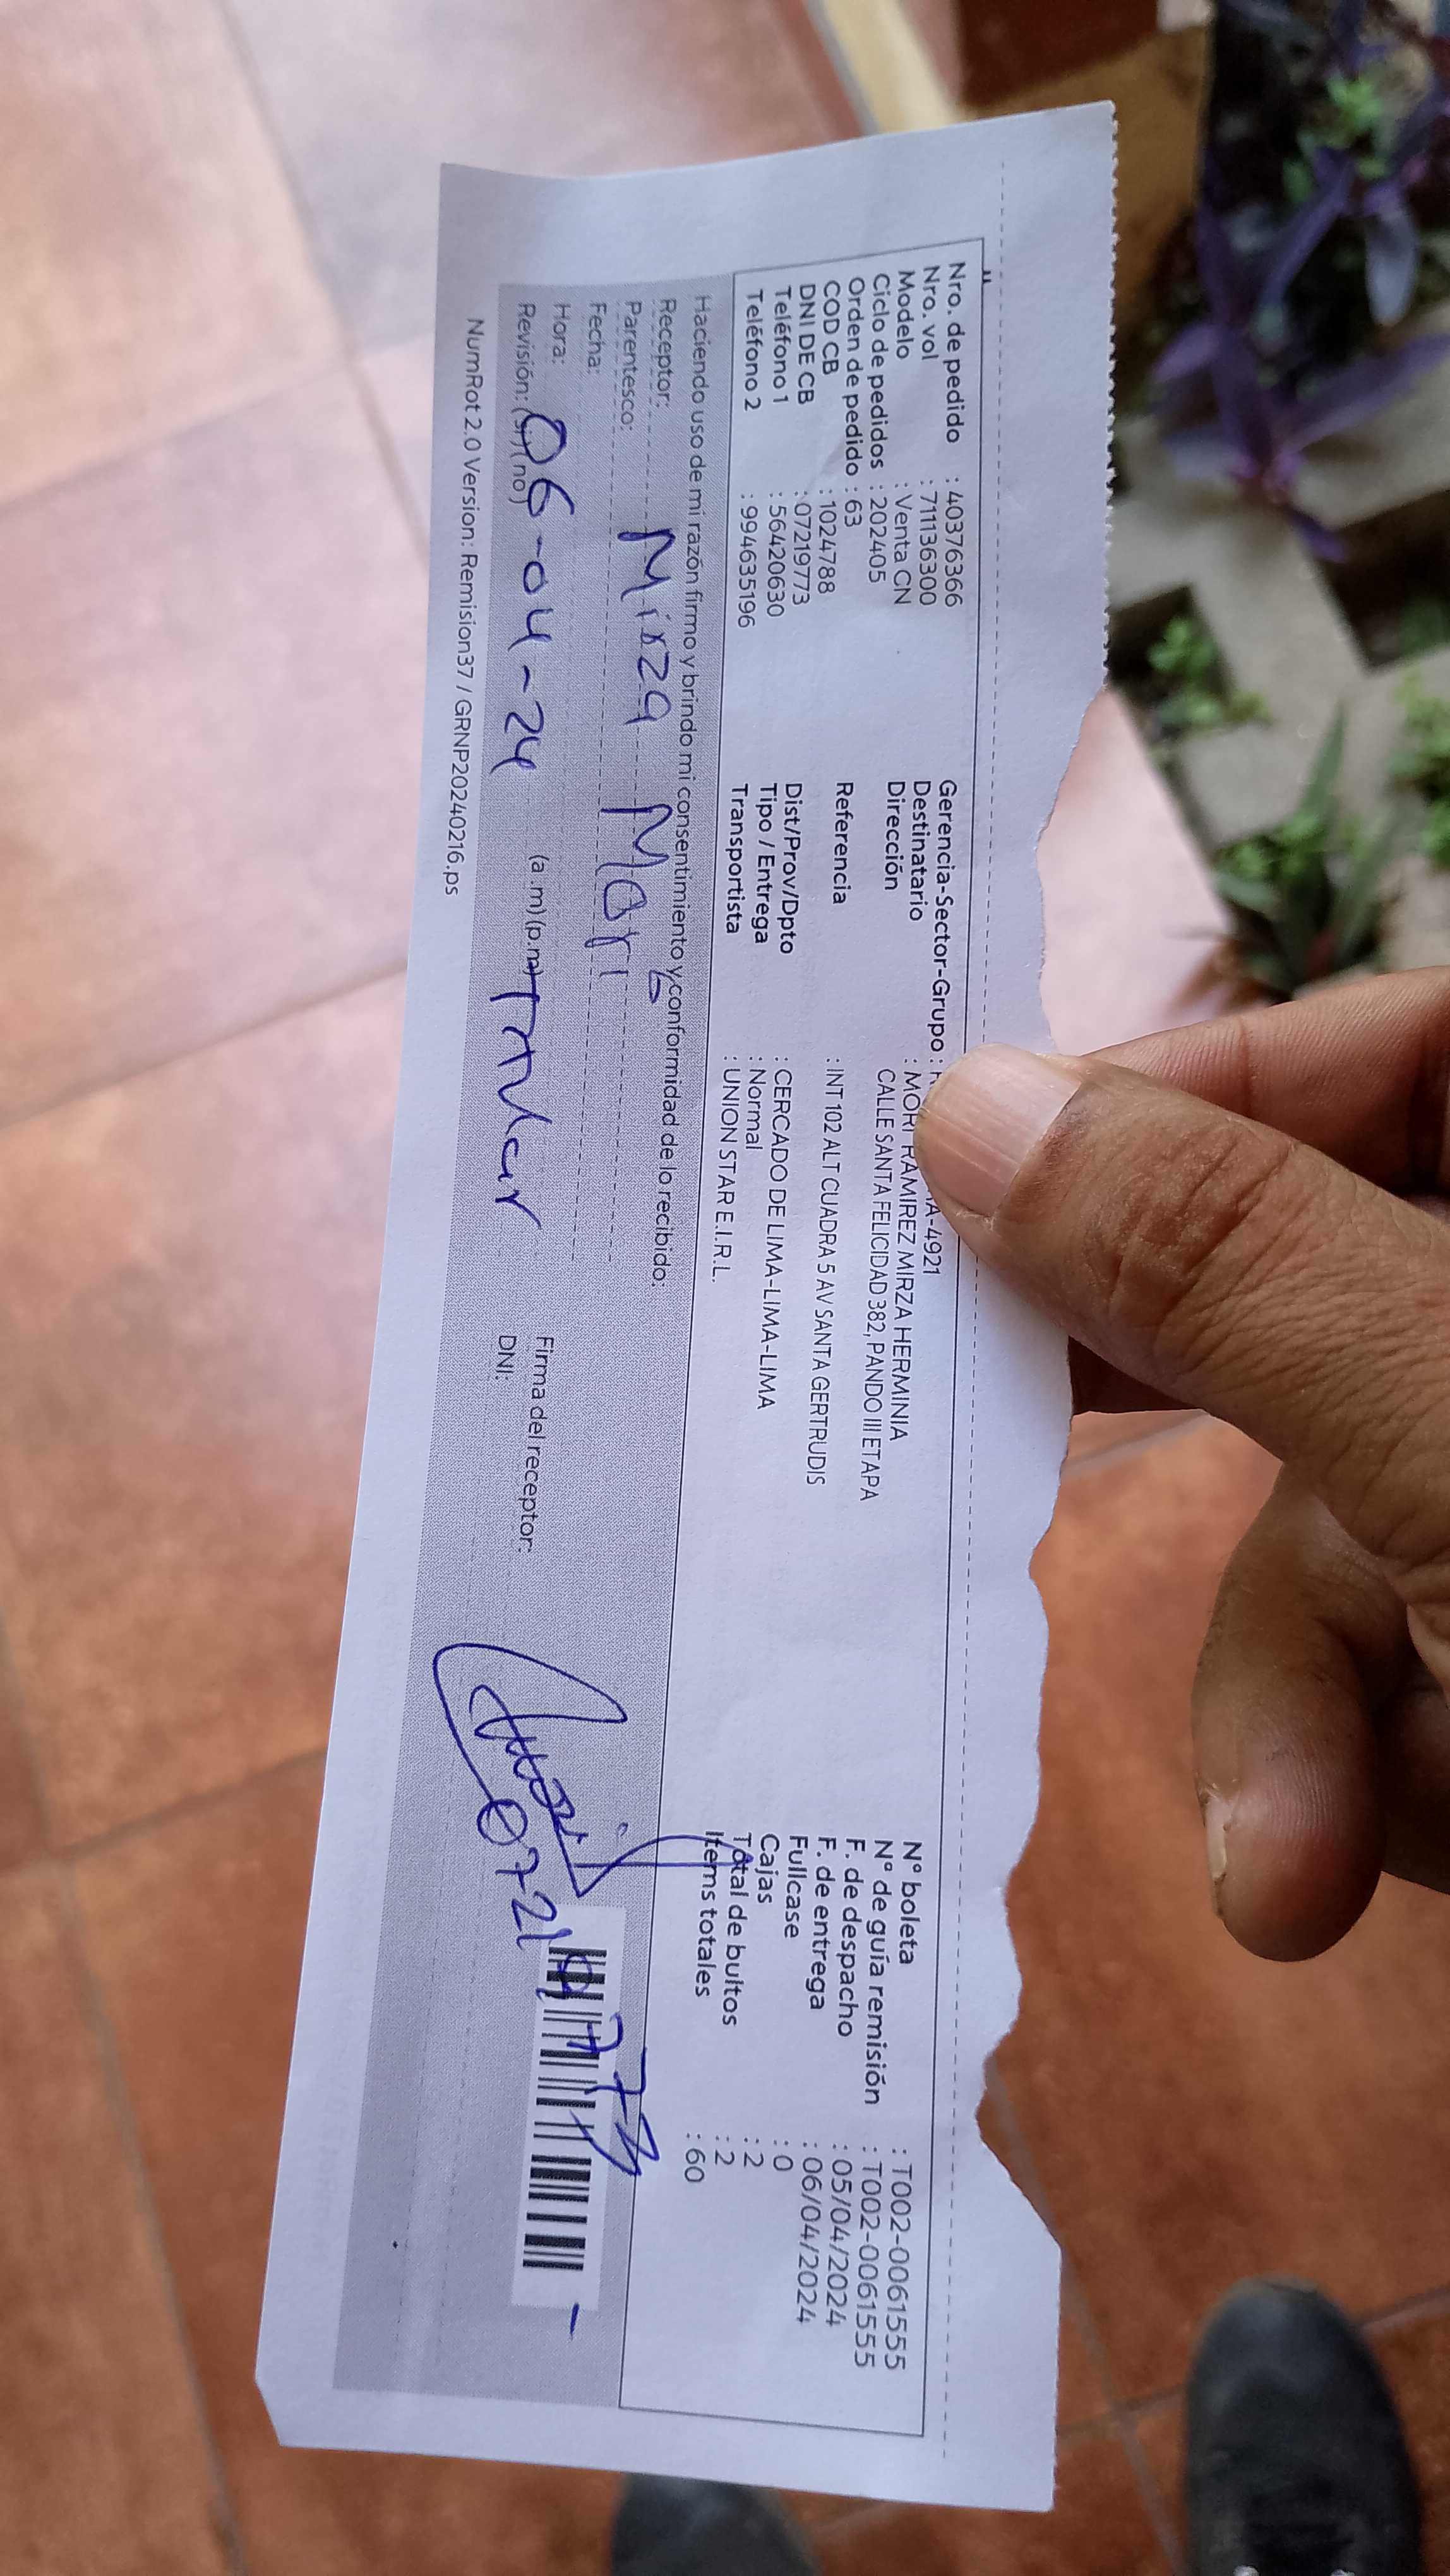 Nro. de pedido : 40376366
Nro. vol : 711136300
Modelo : Venta CN
Ciclo de pedidos : 202405
Orden de pedido : 63
COD CB : 1024788
DNI DE CB : 07219773
Teléfono 1 : 56420630
Teléfono 2 : 994635196
Gerencia-Sector-Grupo : A-4921
Destinatario : MORI RAMIREZ MIRZA HERMINIA
Dirección CALLE SANTA FELICIDAD 382, PANDO III ETAPA
Referencia : INT 102 ALT CUADRA 5 AV SANTA GERTRUDIS
Dist/Prov/Dpto : CERCADO DE LIMA-LIMA-LIMA
Tipo / Entrega : Normal
Transportista : UNION STAR E.I.R.L.
N° boleta : T002-0061555
N° de guía remisión : T002-0061555
F. de despacho : 05/04/2024
F. de entrega : 06/04/2024
Fullcase : 0
Cajas : 2
Total de bultos : 2
Items totales : 60
Haciendo uso de mi razón firmo y brindo mi consentimiento y conformidad de lo recibido:
Receptor:
Parentesco: Mirza Mori
Fecha:
Hora: (a.m) (p.m) Titular
Revisión: (si) (no) 06-04-24
Firma del receptor:
DNI: 07219773
NumRot 2.0 Version: Remision37 / GRNP20240216.ps